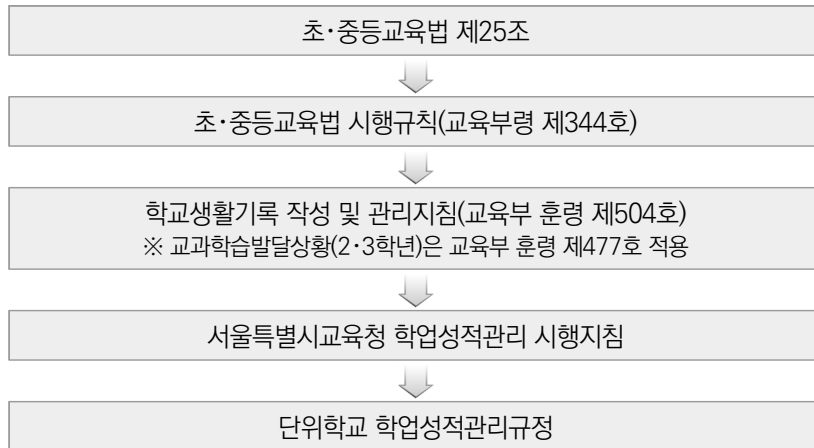 초·중등교육법 제25조
초·중등교육법 시행규칙(교육부령 제344호)
학교생활기록 작성 및 관리지침(교육부 훈령 제504호)
※ 교과학습발달상황(2·3학년)은 교육부 훈령 제477호 적용
서울특별시교육청 학업성적관리 시행지침
단위학교 학업성적관리규정